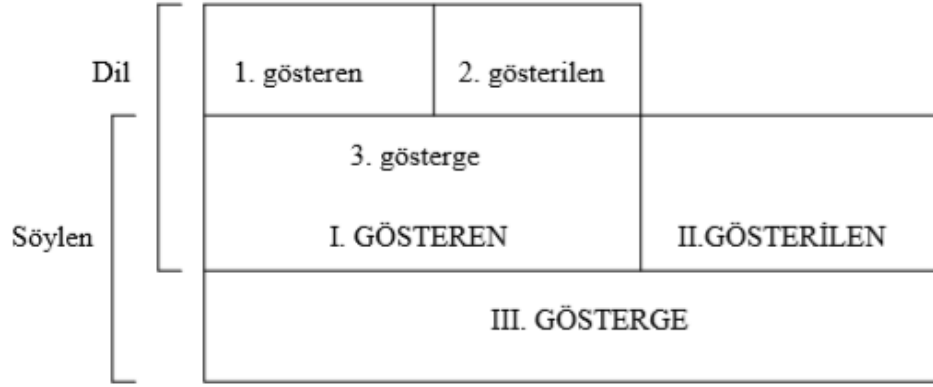 Dil
1. gösteren
2. gösterilen
3. gösterge
Söylen
I. GÖSTEREN
II.GÖSTERİLEN
III. GÖSTERGE